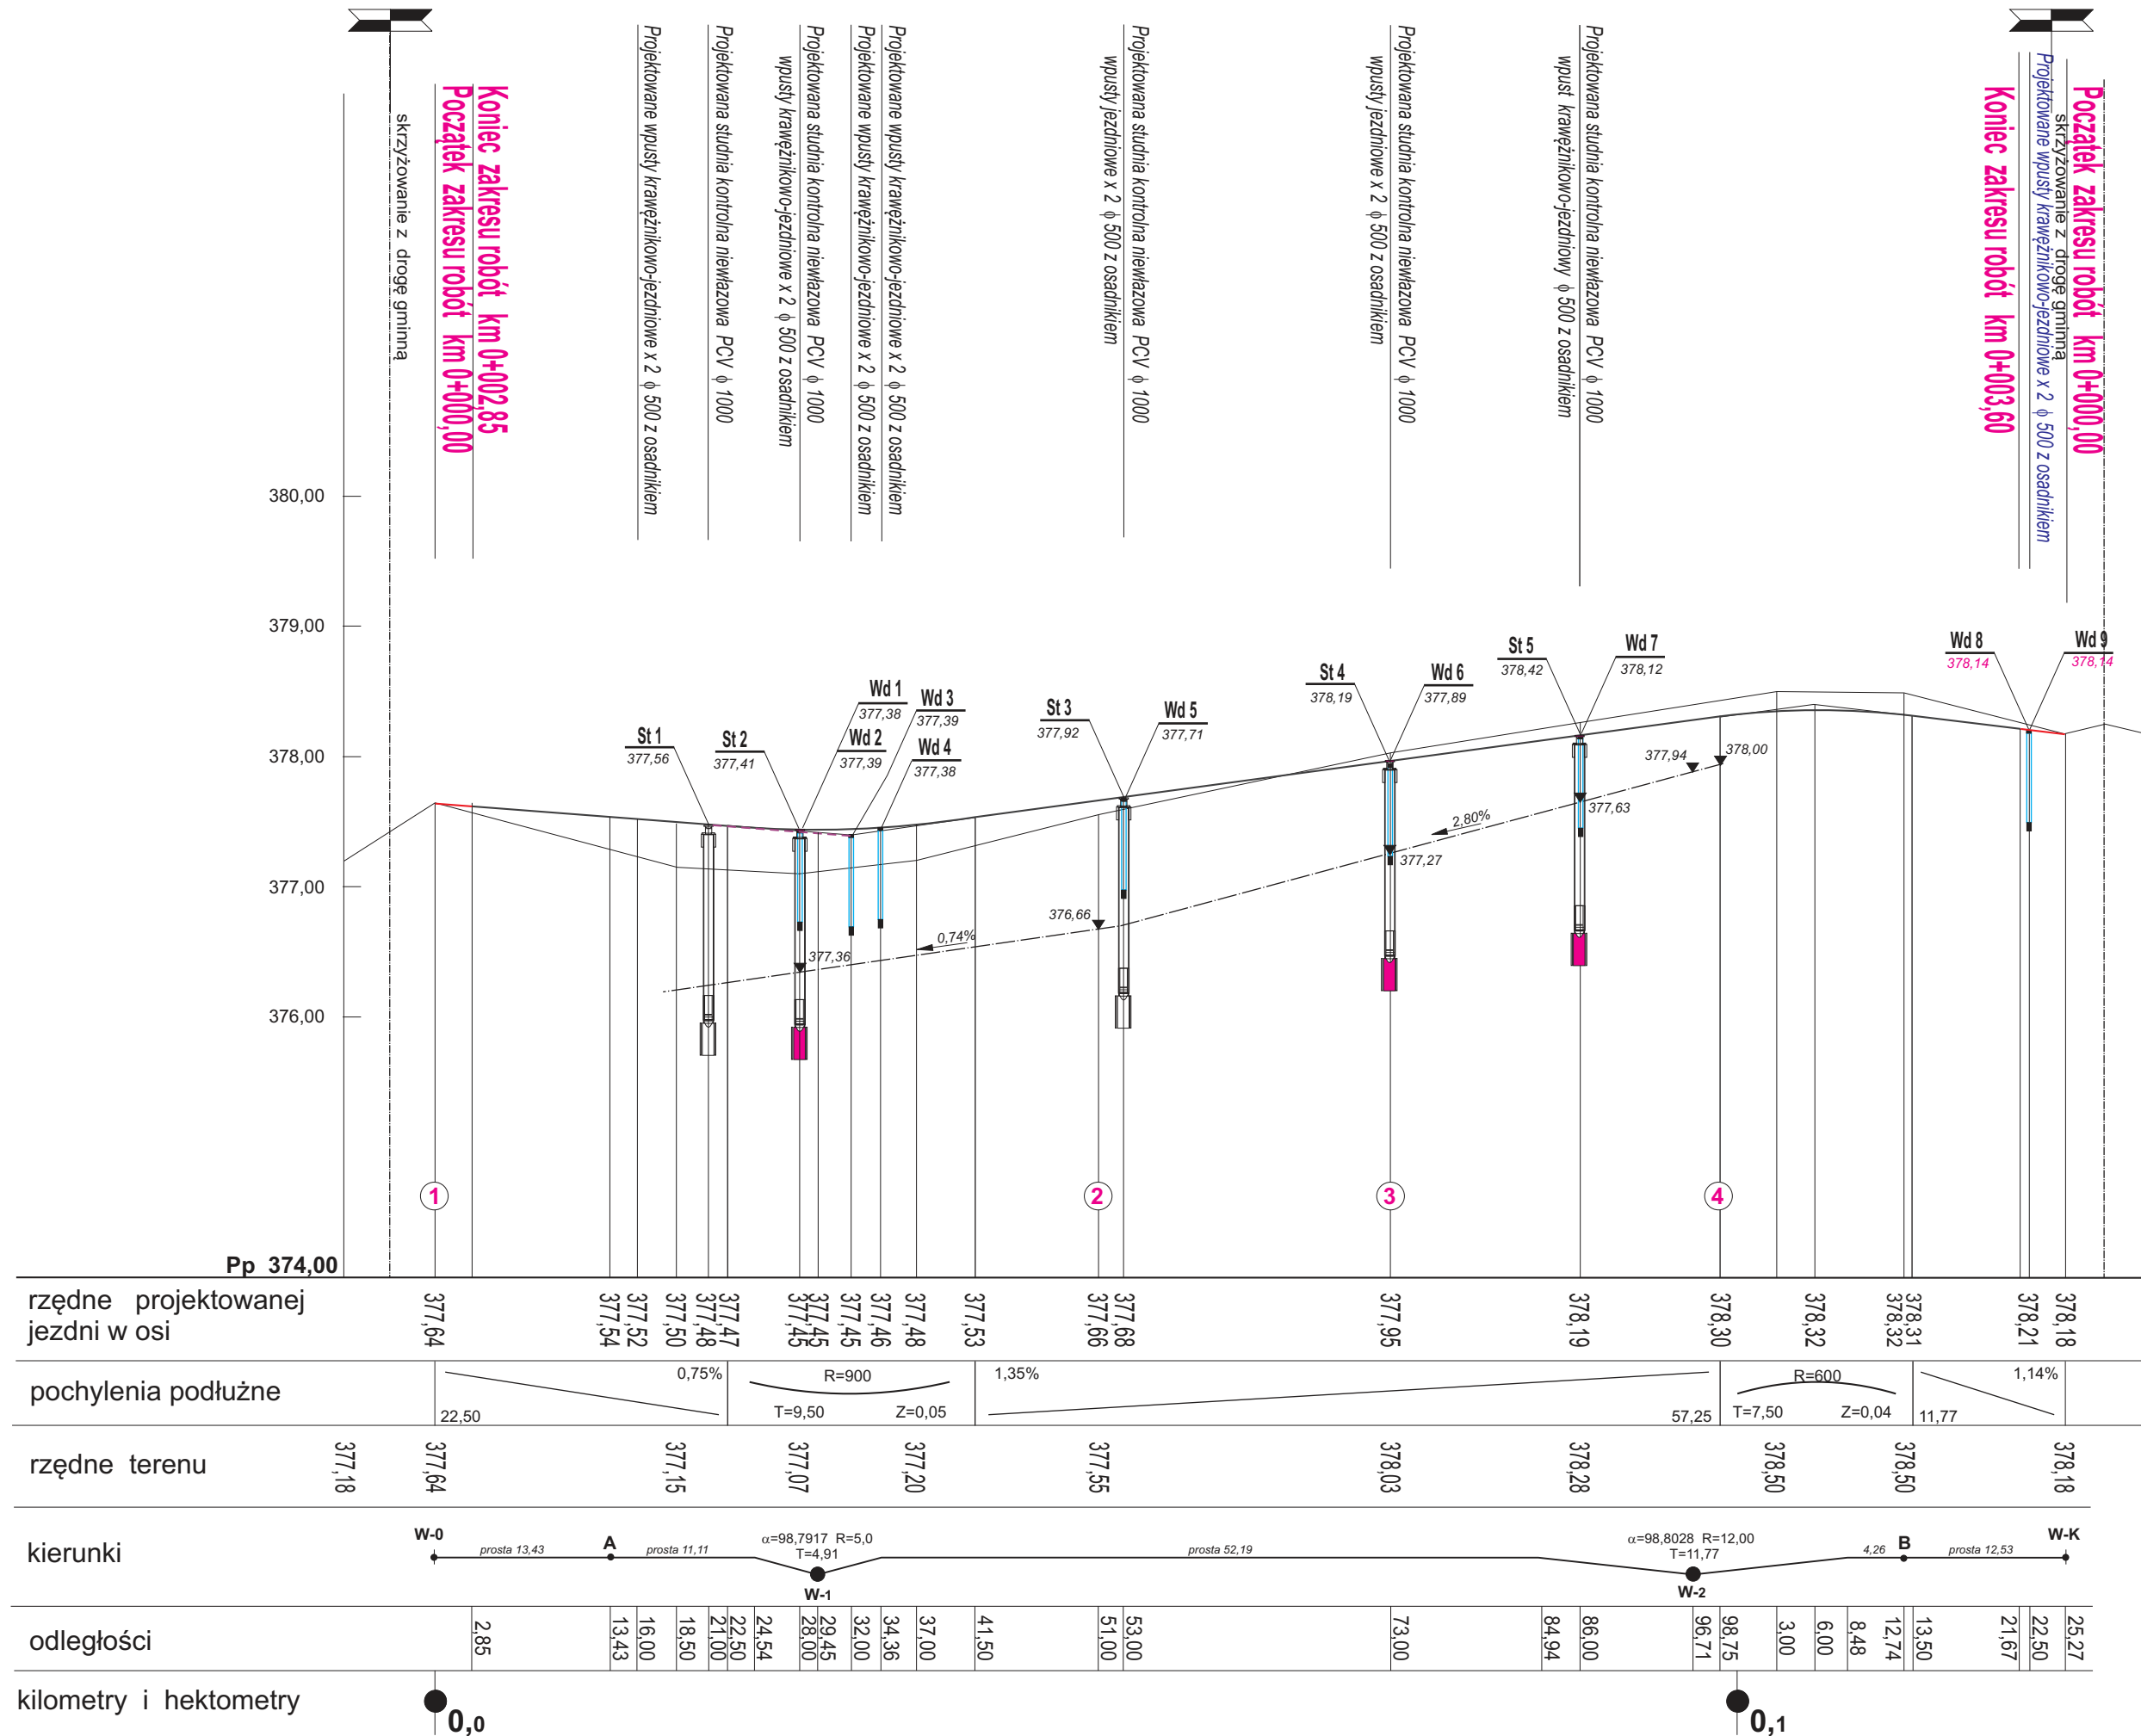 skrzyżowanie z drogę gminną
Początek zakresu robót km 0+000,00
Koniec zakresu robót km 0+002,85
Projektowane wpusty krawężnikowo-jezdniowe x 2 ϕ 500 z osadnikiem
Projektowana studnia kontrolna niewłazowa PCV ϕ 1000
Projektowana studnia kontrolna niewłazowa PCV ϕ 1000
wpusty krawężnikowo-jezdniowe x 2 ϕ 500 z osadnikiem
Projektowane wpusty krawężnikowo-jezdniowe x 2 ϕ 500 z osadnikiem
Projektowane wpusty krawężnikowo-jezdniowe x 2 ϕ 500 z osadnikiem
Projektowana studnia kontrolna niewłazowa PCV ϕ 1000
wpusty jezdniowe x 2 ϕ 500 z osadnikiem
Projektowana studnia kontrolna niewłazowa PCV ϕ 1000
wpusty jezdniowe x 2 ϕ 500 z osadnikiem
Projektowana studnia kontrolna niewłazowa PCV ϕ 1000
wpust krawężnikowo-jezdniowy ϕ 500 z osadnikiem
Koniec zakresu robót km 0+003,60
Projektowane wpusty krawężnikowo-jezdniowe x 2 ϕ 500 z osadnikiem
skrzyżowanie z drogę gminną
Początek zakresu robót km 0+000,00
380,00
379,00
378,00
377,00
376,00
Pp 374,00
St 1
377,56
St 2
377,41
Wd 1
377,38
Wd 2
377,39
Wd 3
377,39
Wd 4
377,38
St 3
377,92
Wd 5
377,71
St 4
378,19
Wd 6
377,89
St 5
378,42
Wd 7
378,12
Wd 8
378,14
Wd 9
378,14
377,94
378,00
377,63
2,80%
377,27
376,66
0,74%
377,36
1
2
3
4
rzędne projektowanej
jezdni w osi
377,64 377,54 377,52 377,50 377,48 377,47 377,45 377,45 377,45 377,46 377,48 377,53 377,66 377,68 377,95 378,19 378,30 378,32 378,32 378,31 378,21 378,18
pochylenia podłużne
22,50 0,75%
R=900
T=9,50 Z=0,05
1,35% 57,25
R=600
T=7,50 Z=0,04
11,77 1,14%
rzędne terenu
377,18 377,64 377,15 377,07 377,20 377,55 378,03 378,28 378,50 378,50 378,18
kierunki
W-0
prosta 13,43
A
prosta 11,11
α=98,7917 R=5,0
T=4,91
W-1
prosta 52,19
α=98,8028 R=12,00
T=11,77
W-2
4,26
B
prosta 12,53
W-K
odległości
2,85 13,43 16,00 18,50 21,00 22,50 24,54 28,00 29,45 32,00 34,36 37,00 41,50 51,00 53,00 73,00 84,94 86,00 96,71 98,75 3,00 6,00 8,48 12,74 13,50 21,67 22,50 25,27
kilometry i hektometry
0,0
0,1